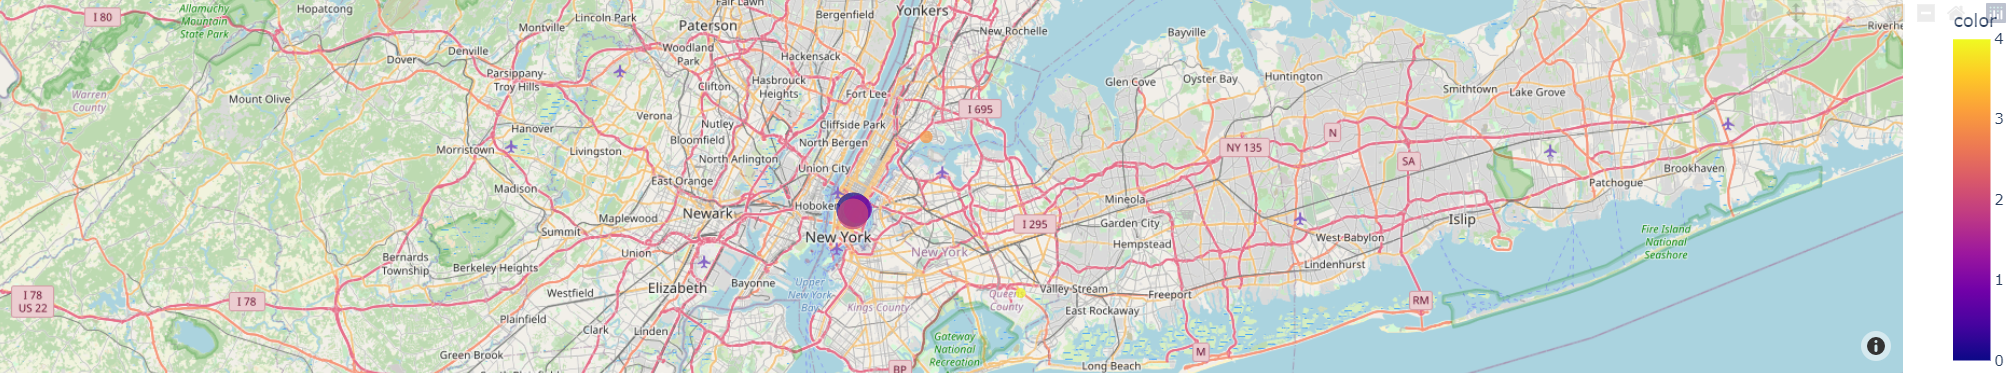 I 80
Allamuchy
Mountain
State Park
Hopatcong
Lincoln Park
Montville
Paterson
Fair Lawn
Bergenfield
Yonkers
New Rochelle
Bayville
color
4
Riverhe
Denville
Dover
Parsippany-
Troy Hills
Woodland
Park
Hackensack
Hasbrouck
Heights
Clifton
Fort Lee
Glen Cove
Oyster Bay
Huntington
Smithtown
Lake Grove
Warren
County
Mount Olive
Verona
Nutley
Cliffside Park
I 695
3
Hanover
Bloomfield
North Bergen
N
NY 135
SA
Morristown
Livingston
North Arlington
Union City
Brookhaven
Patchogue
Madison
East Orange
Mineola
2
Hoboken
Newark
Maplewood
Summit
New York
I 295
Garden City
Islip
Fire Island
National
Seashore
West Babylon
Hempstead
Union
New York
Bernards
Township
Berkeley Heights
Lindenhurst
1
Westfield
Elizabeth
Bayonne
Upper
New York
Bay
Kings County
Queens
County
Valley Stream
Freeport
I 78
US 22
I 78
RM
East Rockaway
Plainfield
Clark
Linden
Gateway
National
Recreation
Green Brook
M
BP
Long Beach
0